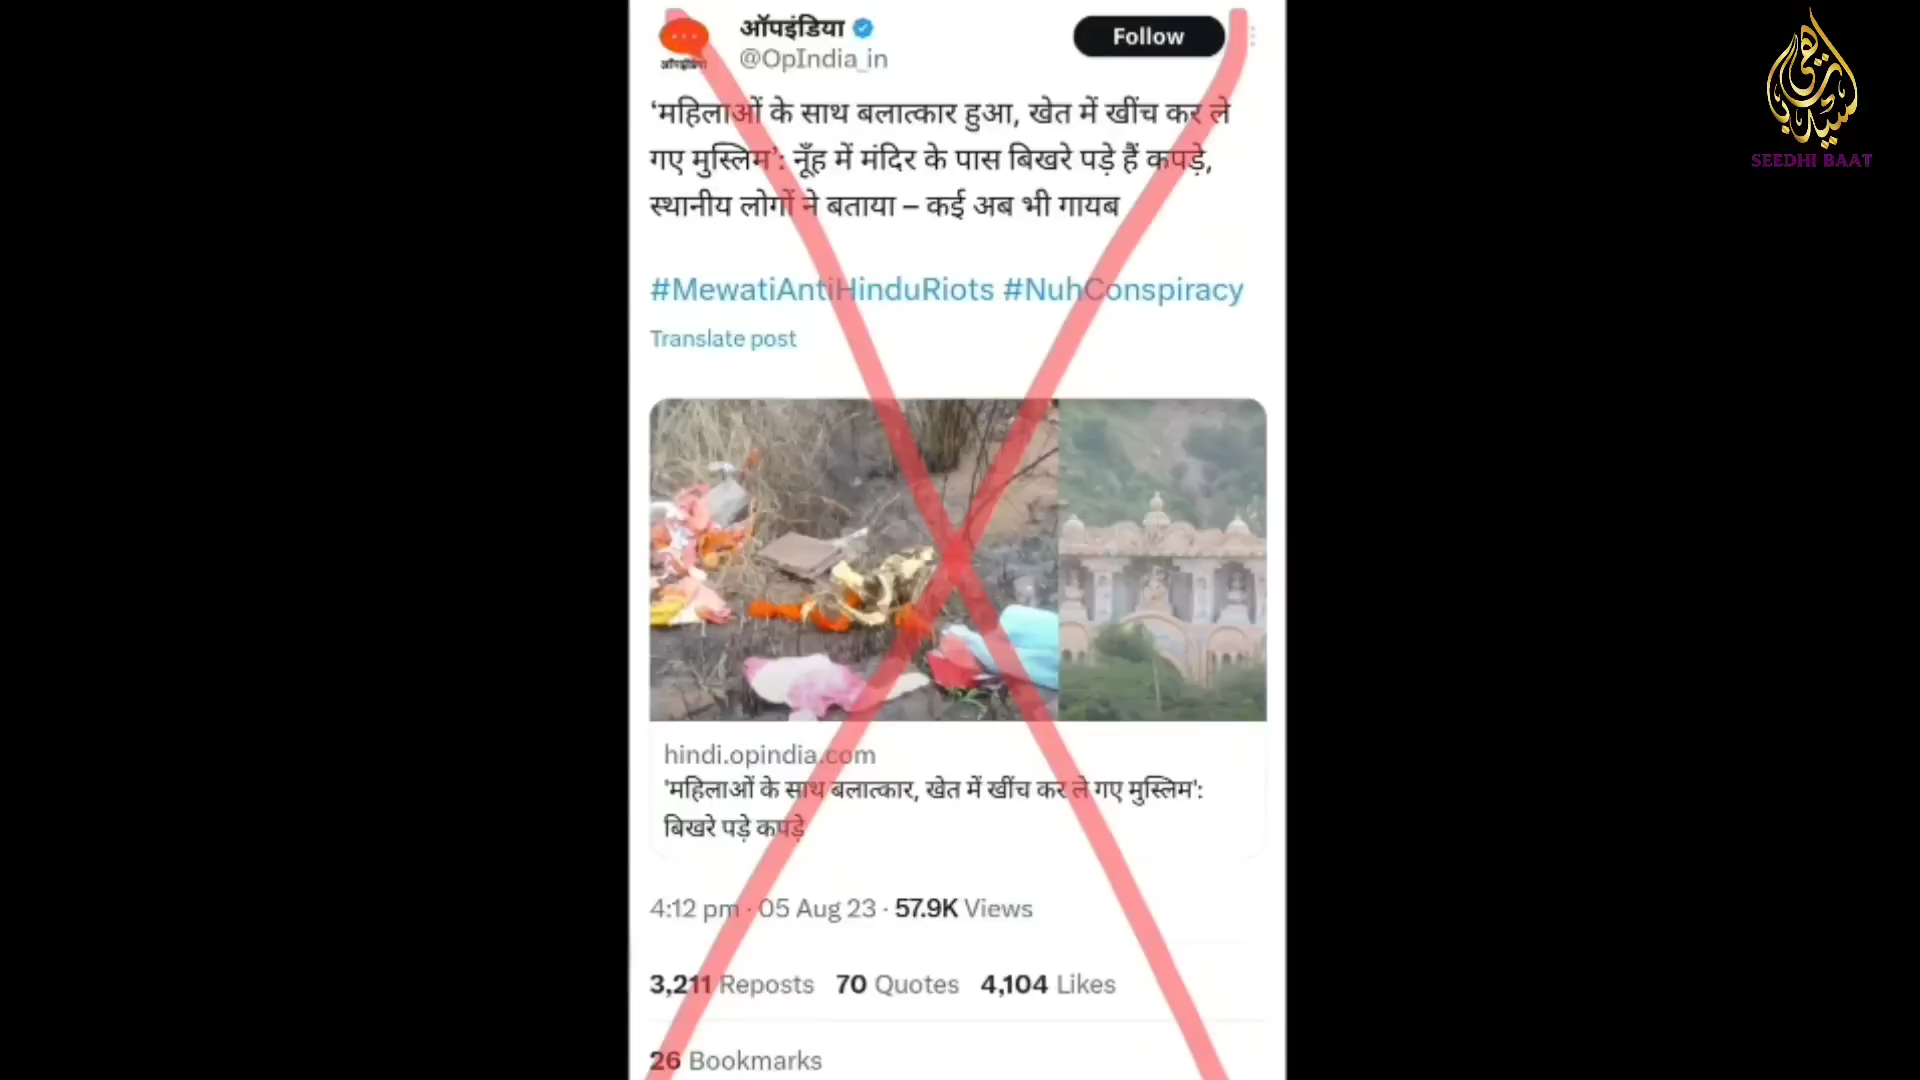 ऑपइंडिया
@OpIndia_in
Follow
‘महिलाओं के साथ बलात्कार हुआ, खेत में खींच कर ले
गए मुस्लिम’: नूँह में मंदिर के पास बिखरे पड़े हैं कपड़े,
स्थानीय लोगों ने बताया – कई अब भी गायब
#MewatiAntiHinduRiots #NuhConspiracy
Translate post
hindi.opindia.com
'महिलाओं के साथ बलात्कार, खेत में खींच कर ले गए मुस्लिम':
बिखरे पड़े कपड़े
4:12 pm · 05 Aug 23 · 57.9K Views
3,211 Reposts 70 Quotes 4,104 Likes
26 Bookmarks
SEEDHI BAAT